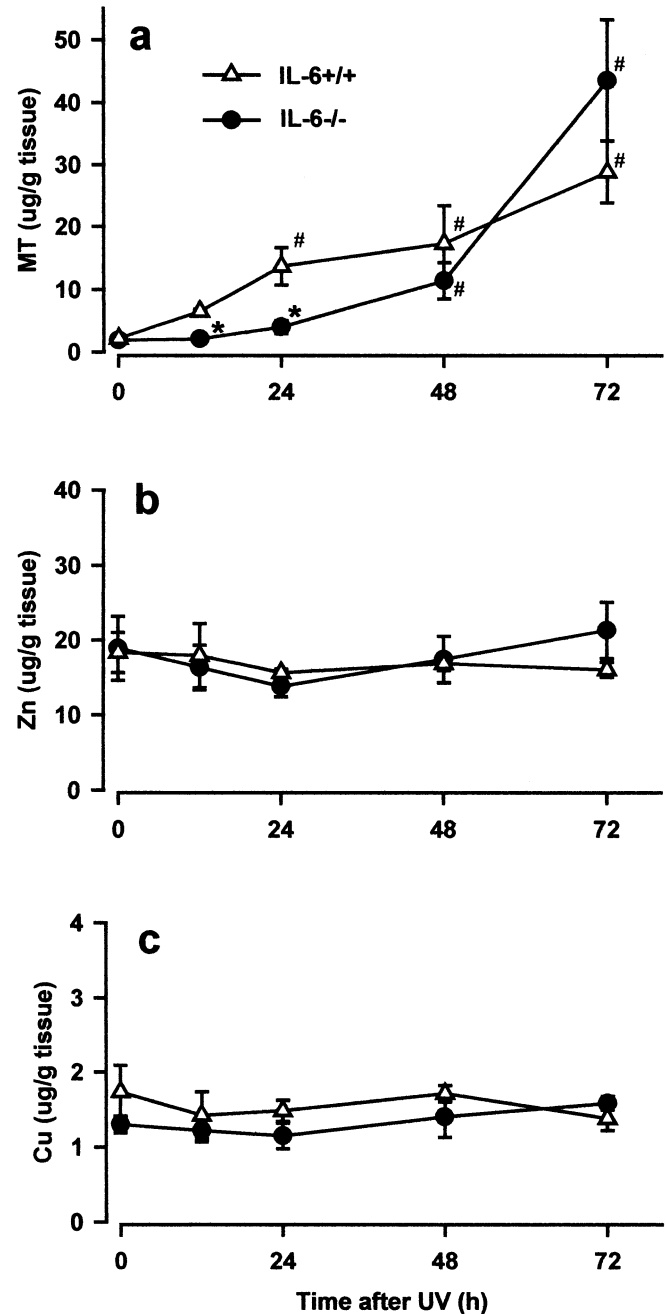 a
50
40
30
20
10
0
MT (ug/g tissue)
IL-6+/+
IL-6-/-
#
#
#
#
#
*
*
0 24 48 72
b
40
30
20
10
0
Zn (ug/g tissue)
0 24 48 72
c
4
3
2
1
0
Cu (ug/g tissue)
0 24 48 72
Time after UV (h)